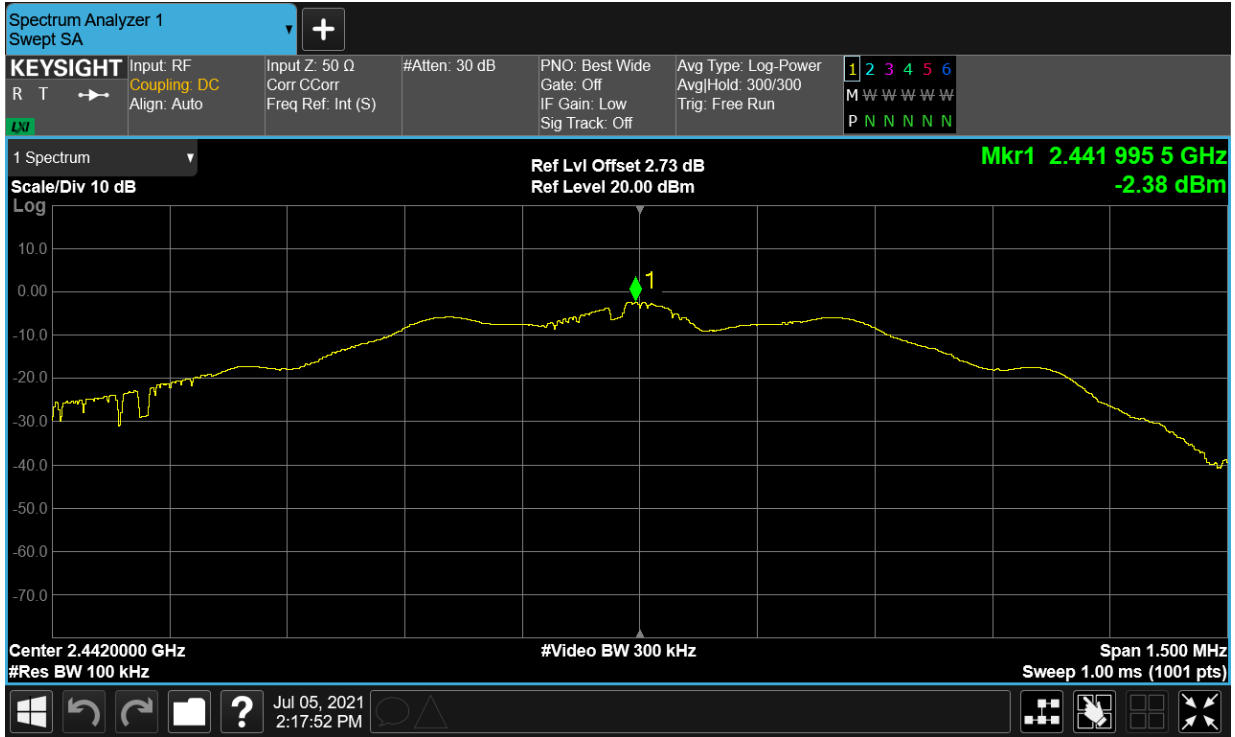 Spectrum Analyzer 1
Swept SA
KEYSIGHT
R T
LXI
Input: RF
Coupling: DC
Align: Auto
Input Z: 50 Ω
Corr CCorr
Freq Ref: Int (S)
#Atten: 30 dB
PNO: Best Wide
Gate: Off
IF Gain: Low
Sig Track: Off
Avg Type: Log-Power
Avg|Hold: 300/300
Trig: Free Run
1 2 3 4 5 6
M W W W W W
P N N N N N
1 Spectrum
Scale/Div 10 dB
Ref Lvl Offset 2.73 dB
Ref Level 20.00 dBm
Mkr1 2.441 995 5 GHz
-2.38 dBm
Log
10.0
0.00
-10.0
-20.0
-30.0
-40.0
-50.0
-60.0
-70.0
1
Center 2.4420000 GHz
#Res BW 100 kHz
#Video BW 300 kHz
Span 1.500 MHz
Sweep 1.00 ms (1001 pts)
?
Jul 05, 2021
2:17:52 PM